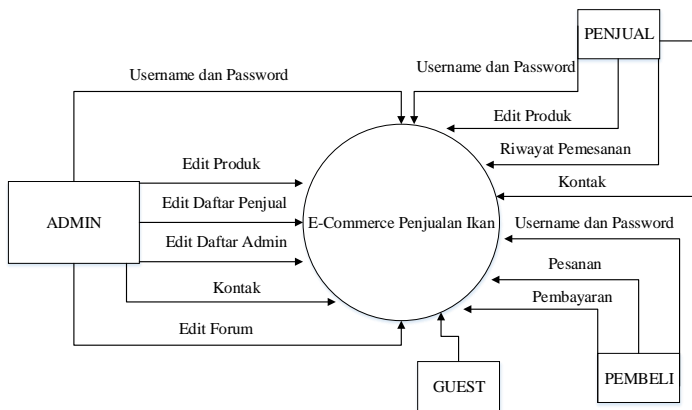 PENJUAL
Username dan Password
Username dan Password
Edit Produk
Riwayat Pemesanan
Edit Produk
Kontak
ADMIN
Edit Daftar Penjual
E-Commerce Penjualan Ikan
Username dan Password
Edit Daftar Admin
Pesanan
Kontak
Pembayaran
Edit Forum
GUEST
PEMBELI